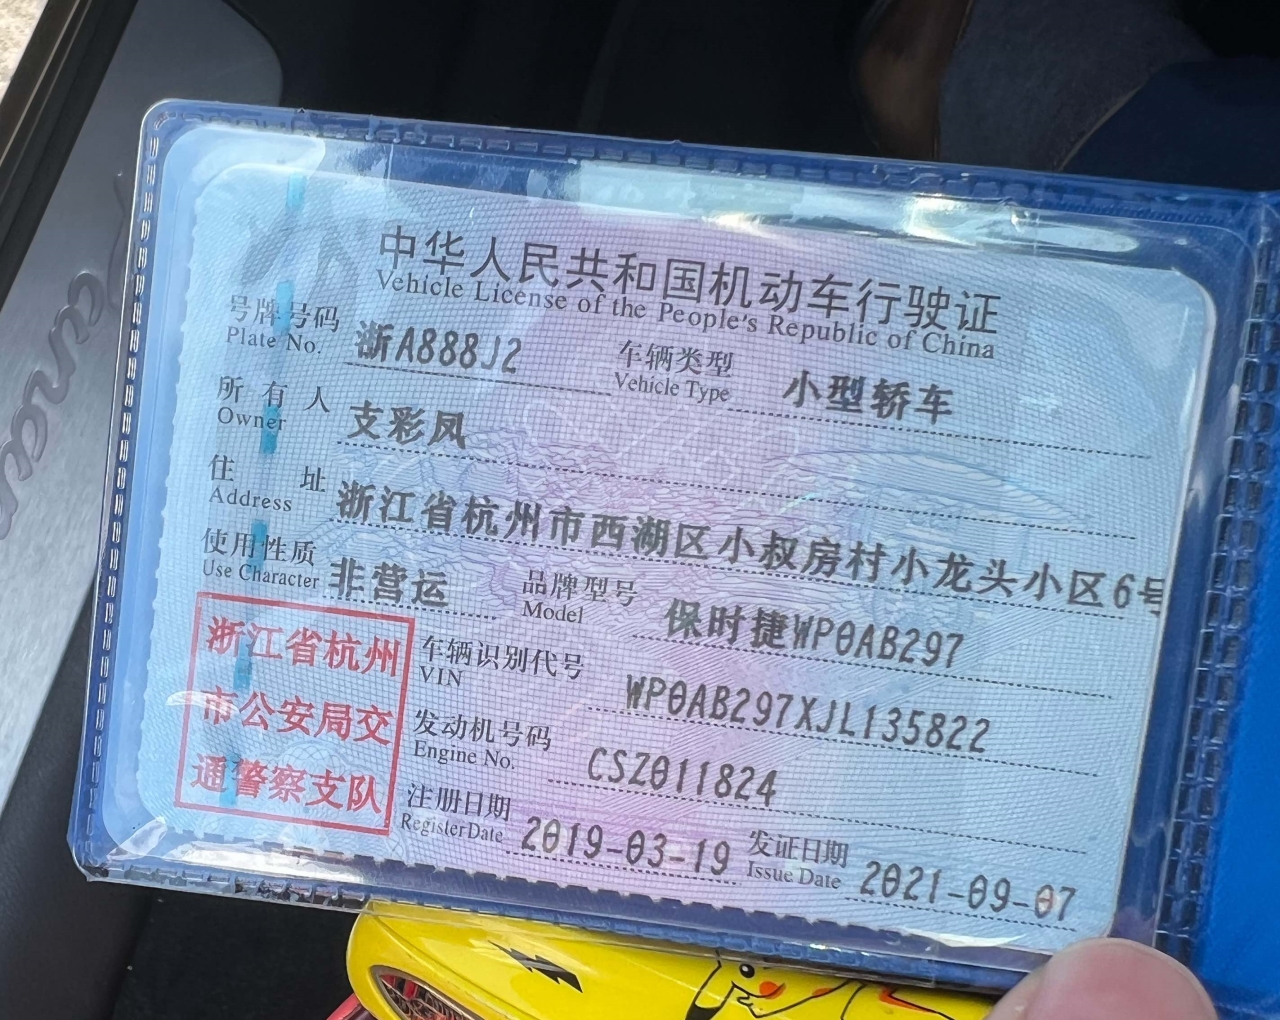 中华人民共和国机动车行驶证
Vehicle License of the People's Republic of China
号牌号码 浙A888J2 车辆类型 小型轿车
Plate No. Vehicle Type
所有人 支彩凤
Owner
住址 浙江省杭州市西湖区小叔房村小龙头小区6号
Address
使用性质 非营运 品牌型号 保时捷WP0AB297
Use Character Model
浙江省杭州
市公安局交
通警察支队
车辆识别代号 WP0AB297XJL135822
VIN
发动机号码 CSZ011824
Engine No.
注册日期 2019-03-19 发证日期 2021-09-07
Register Date Issue Date